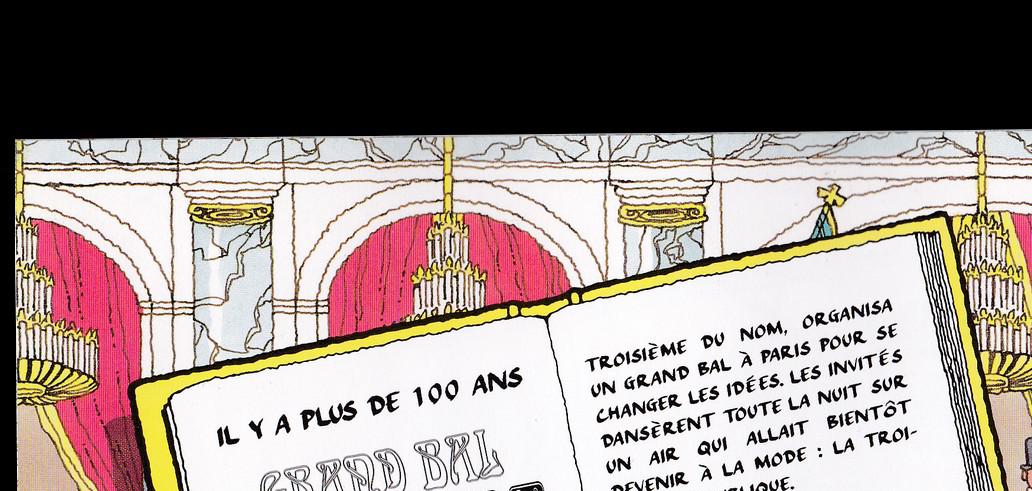 IL Y A PLUS DE 100 ANS
GRAND BAL
TROISIÈME DU NOM, ORGANISA
UN GRAND BAL À PARIS POUR SE
CHANGER LES IDÉES. LES INVITÉS
DANSÈRENT TOUTE LA NUIT SUR
UN AIR QUI ALLAIT BIENTÔT
DEVENIR À LA MODE : LA TROI-